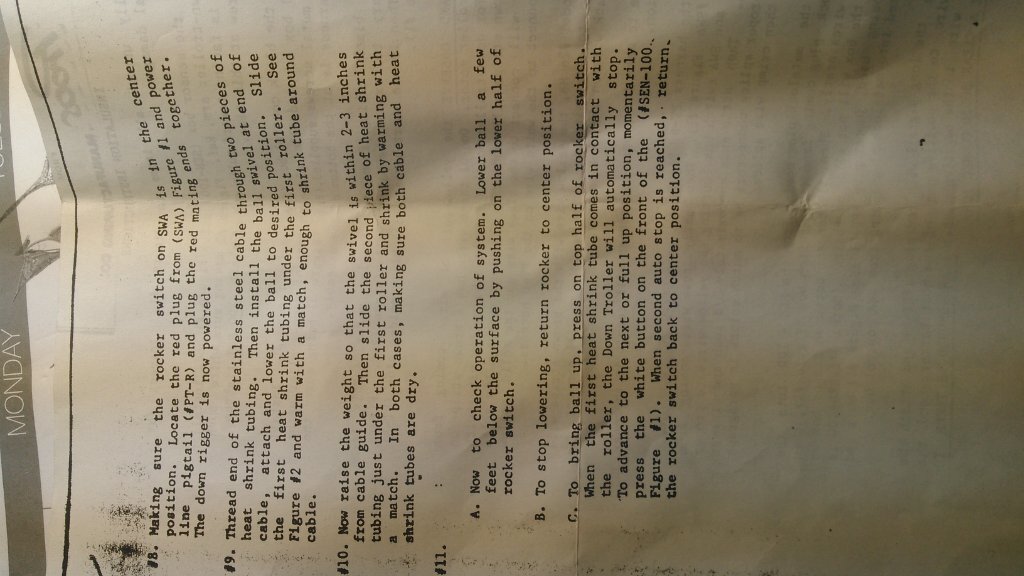 MONDAY
#8. Making sure the rocker switch on SWA is in the center
position. Locate the red plug from (SWA) Figure #1 and power
line pigtail (#PT-R) and plug the red mating ends together.
The down rigger is now powered.
#9. Thread end of the stainless steel cable through two pieces of
heat shrink tubing. Then install the ball swivel at end of
cable, attach and lower the ball to desired position. Slide
the first heat shrink tubing under the first roller. See
Figure #2 and warm with a match, enough to shrink tube around
cable.
#10. Now raise the weight so that the swivel is within 2-3 inches
from cable guide. Then slide the second piece of heat shrink
tubing just under the first roller and shrink by warming with
a match. In both cases, making sure both cable and heat
shrink tubes are dry.
#11. :
A. Now to check operation of system. Lower ball a few
feet below the surface by pushing on the lower half of
rocker switch.
B. To stop lowering, return rocker to center position.
C. To bring ball up, press on top half of rocker switch.
When the first heat shrink tube comes in contact with
the roller, the Down Troller will automatically stop.
To advance to the next or full up position, momentarily
press the white button on the front of the (#SEN-100,
Figure #1). When second auto stop is reached, return
the rocker switch back to center position.